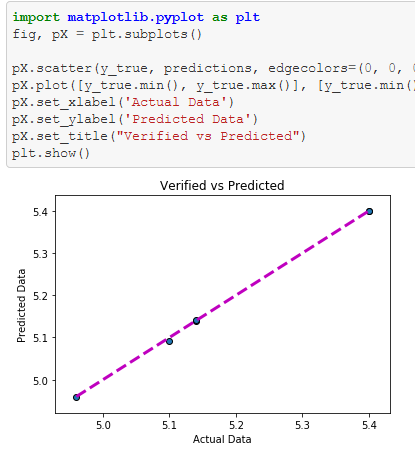 import matplotlib.pyplot as plt
fig, pX = plt.subplots()
pX.scatter(y_true, predictions, edgecolors=(0, 0,
pX.plot([y_true.min(), y_true.max()], [y_true.min()
pX.set_xlabel('Actual Data')
pX.set_ylabel('Predicted Data')
pX.set_title("Verified vs Predicted")
plt.show()
Verified vs Predicted
5.4
5.3
5.2
5.1
5.0
Predicted Data
5.0 5.1 5.2 5.3 5.4
Actual Data